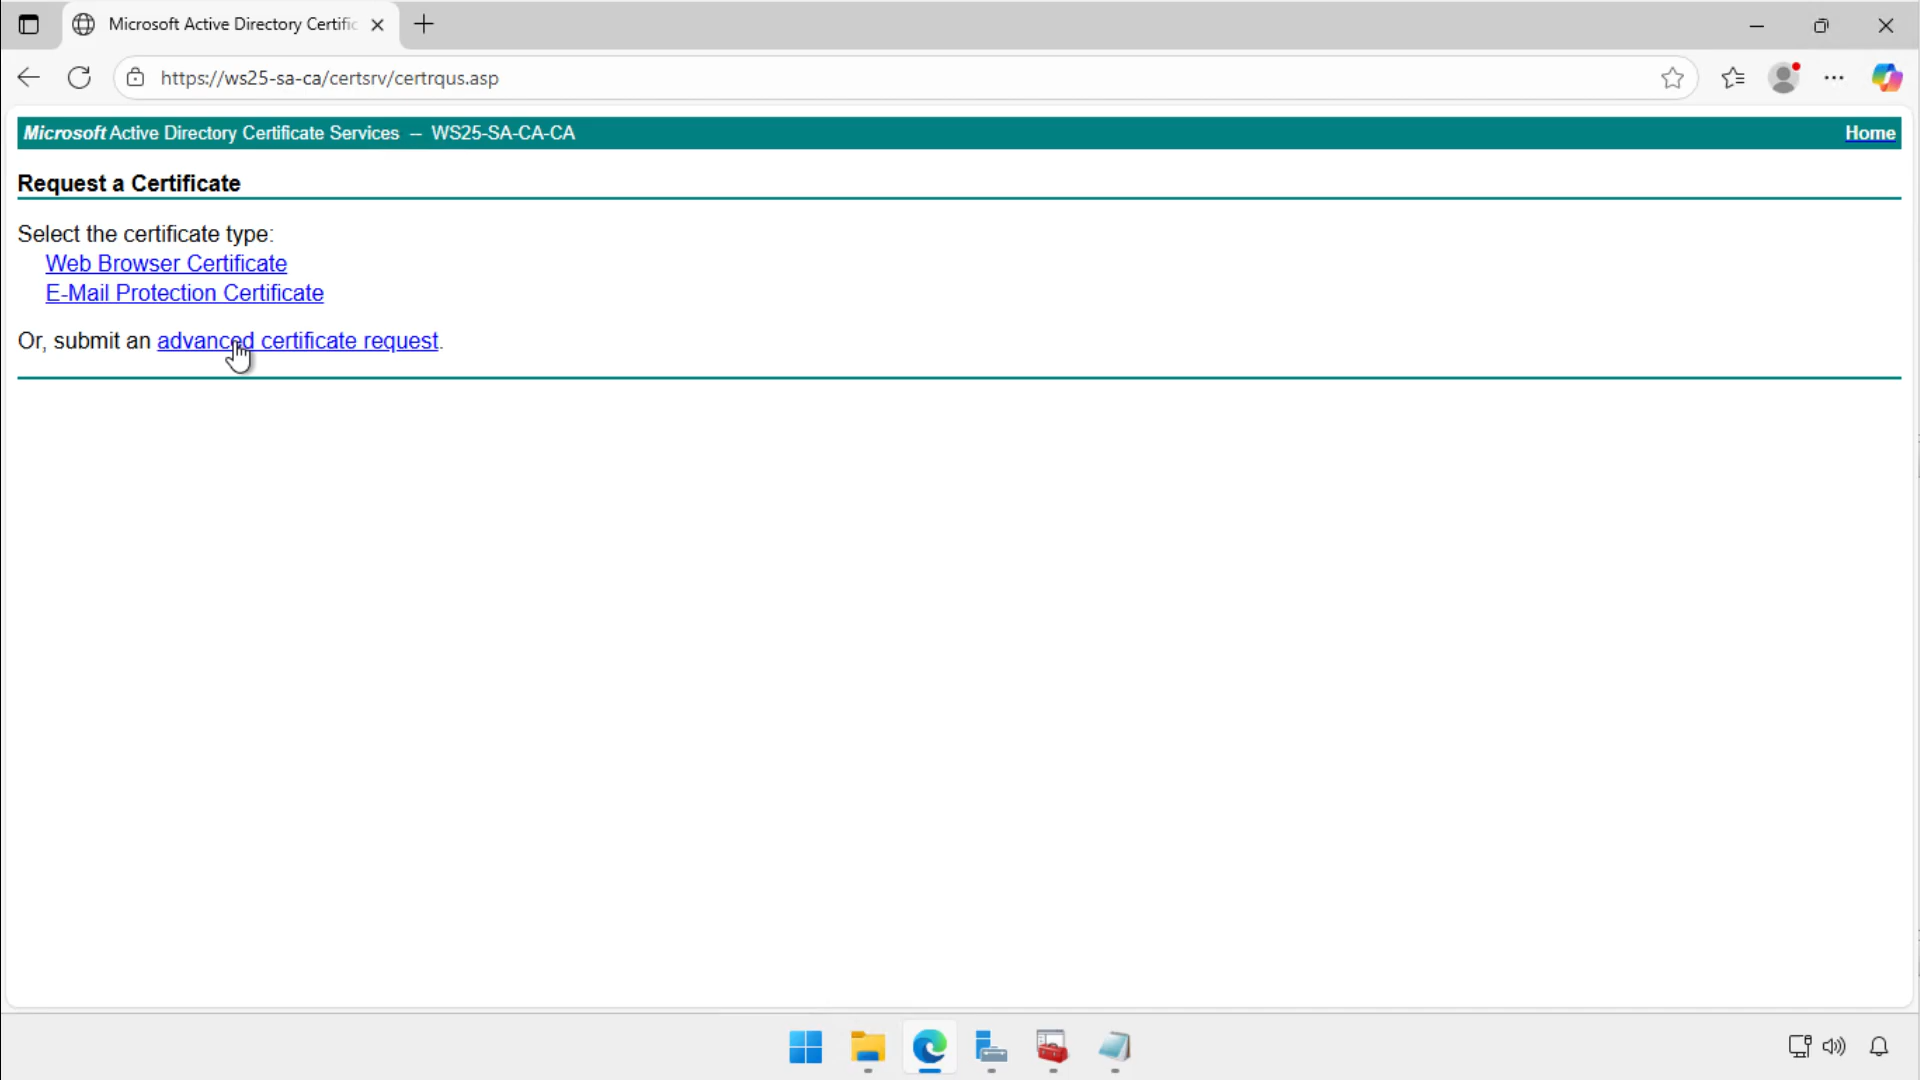 Microsoft Active Directory Certific
https://ws25-sa-ca/certsrv/certrqus.asp
Microsoft Active Directory Certificate Services -- WS25-SA-CA-CA
Home
Request a Certificate
Select the certificate type:
Web Browser Certificate
E-Mail Protection Certificate
Or, submit an advanced certificate request.